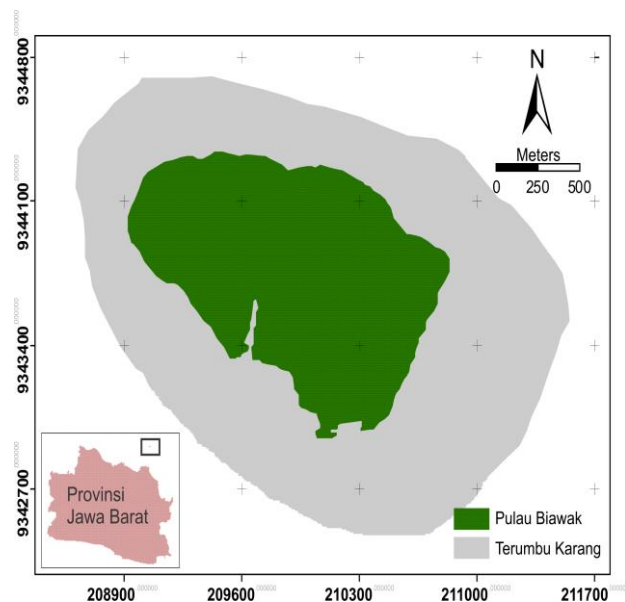 9344800
9344100
9343400
9342700
N
Meters
0 250 500
Provinsi
Jawa Barat
Pulau Biawak
Terumbu Karang
208900 209600 210300 211000 211700